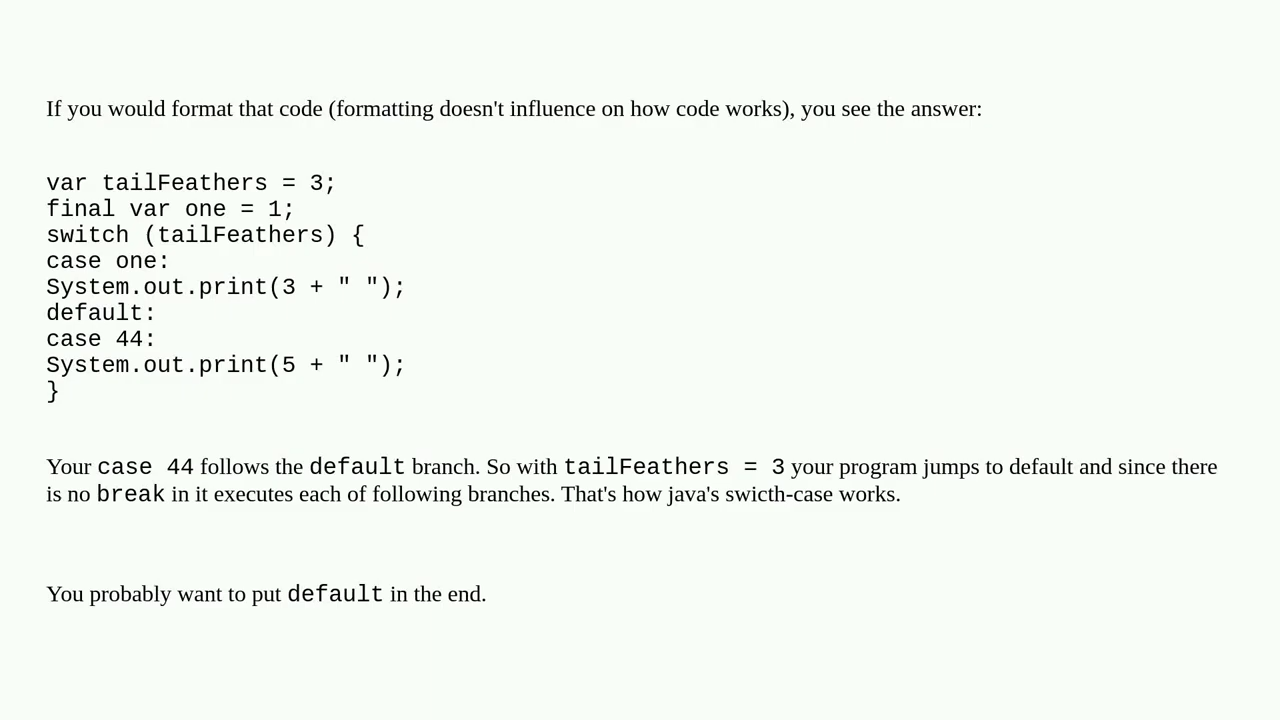 If you would format that code (formatting doesn't influence on how code works), you see the answer:
var tailFeathers = 3;
final var one = 1;
switch (tailFeathers) {
case one:
System.out.print(3 + " ");
default:
case 44:
System.out.print(5 + " ");
}
Your case 44 follows the default branch. So with tailFeathers = 3 your program jumps to default and since there
is no break in it executes each of following branches. That's how java's swicth-case works.
You probably want to put default in the end.